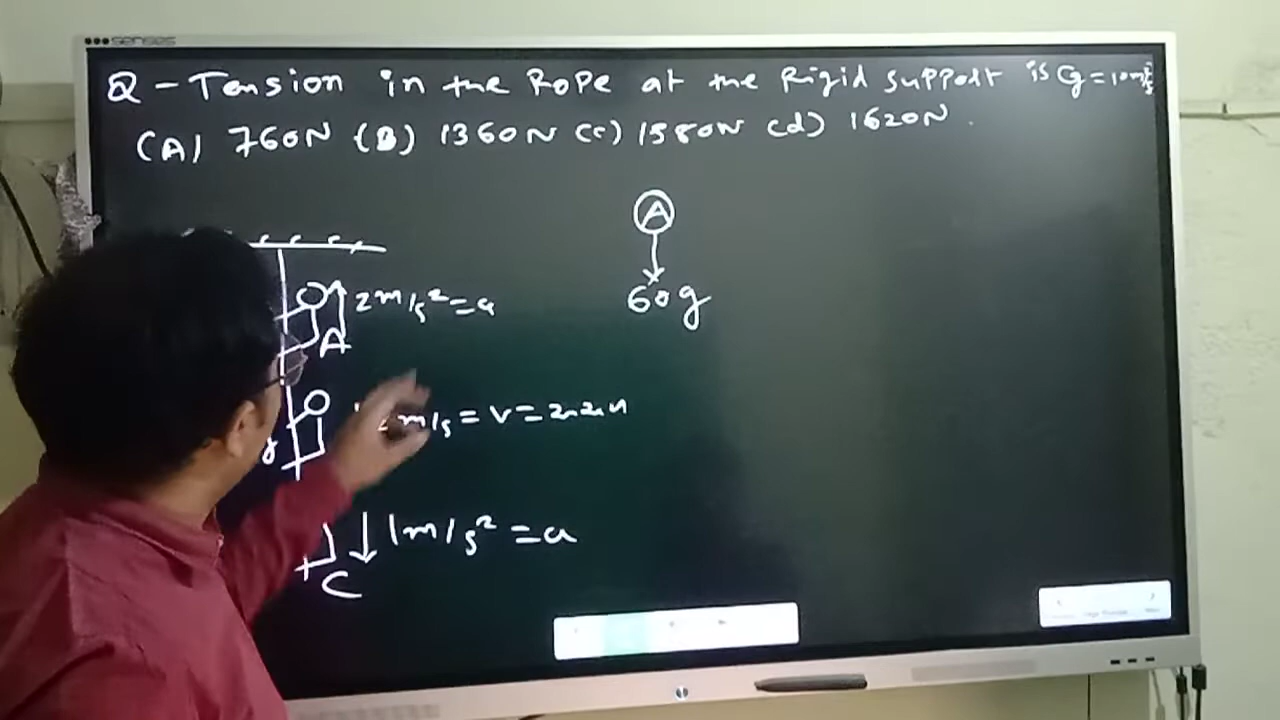 Q - Tension in the Rope at the Rigid support is (g = 10 m/s²
(A) 760N (B) 1360N (c) 1580N (d) 1620N.
A
60g
2m/s² = a
A
m/s = v =
1m/s² = a
C